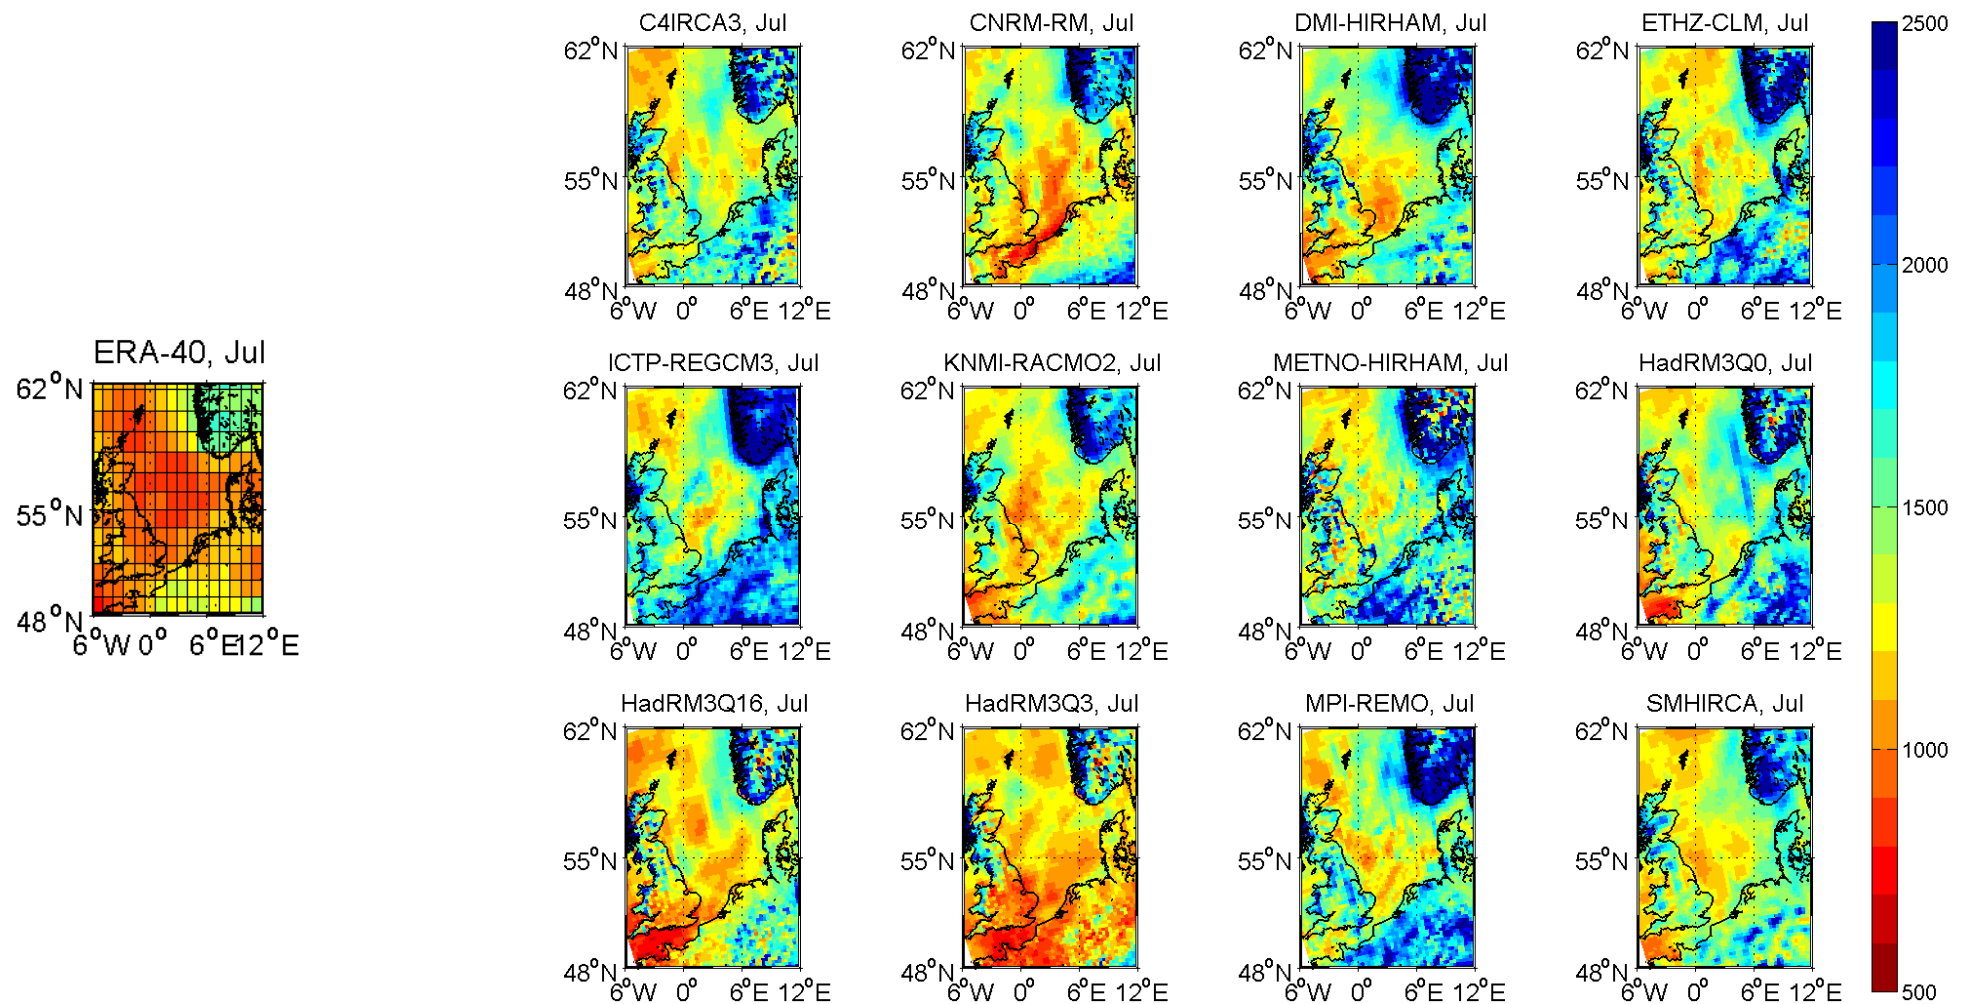 C4IRCA3, Jul
CNRM-RM, Jul
DMI-HIRHAM, Jul
ETHZ-CLM, Jul
62°N
55°N
48°N
6°W 0° 6°E 12°E
62°N
55°N
48°N
6°W 0° 6°E 12°E
62°N
55°N
48°N
6°W 0° 6°E 12°E
62°N
55°N
48°N
6°W 0° 6°E 12°E
ERA-40, Jul
62°N
55°N
48°N
6°W 0° 6°E12°E
ICTP-REGCM3, Jul
KNMI-RACMO2, Jul
METNO-HIRHAM, Jul
HadRM3Q0, Jul
62°N
55°N
48°N
6°W 0° 6°E 12°E
62°N
55°N
48°N
6°W 0° 6°E 12°E
62°N
55°N
48°N
6°W 0° 6°E 12°E
62°N
55°N
48°N
6°W 0° 6°E 12°E
HadRM3Q16, Jul
HadRM3Q3, Jul
MPI-REMO, Jul
SMHIRCA, Jul
62°N
55°N
48°N
6°W 0° 6°E 12°E
62°N
55°N
48°N
6°W 0° 6°E 12°E
62°N
55°N
48°N
6°W 0° 6°E 12°E
62°N
55°N
48°N
6°W 0° 6°E 12°E
2500
2000
1500
1000
500